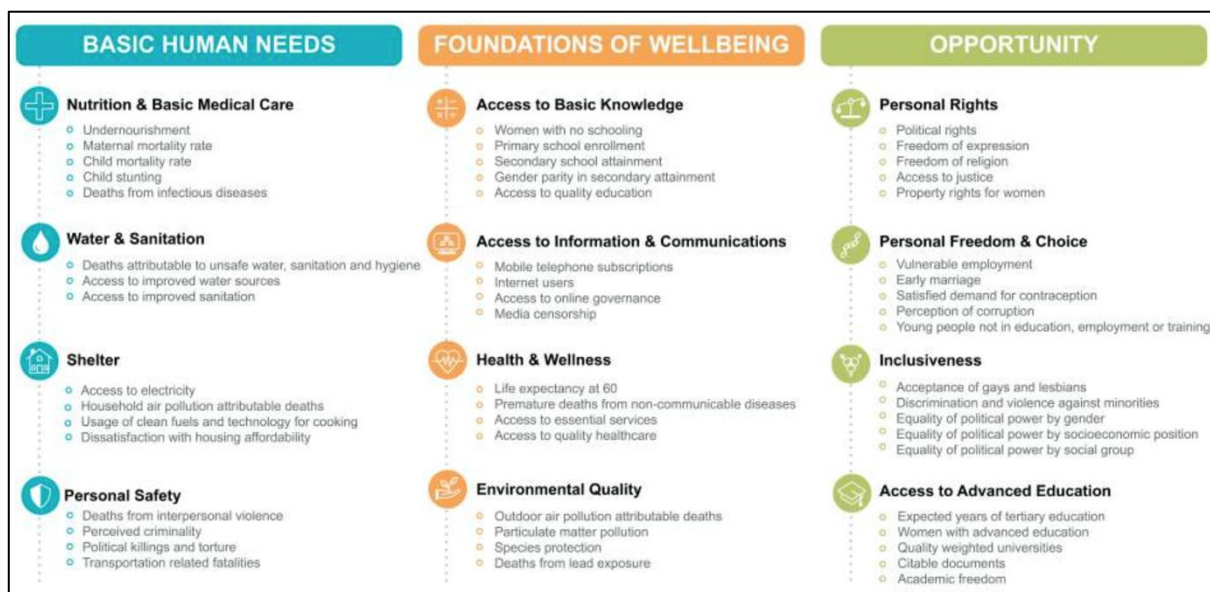 BASIC HUMAN NEEDS
Nutrition & Basic Medical Care
Undernourishment
Maternal mortality rate
Child mortality rate
Child stunting
Deaths from infectious diseases
Water & Sanitation
Deaths attributable to unsafe water, sanitation and hygiene
Access to improved water sources
Access to improved sanitation
Shelter
Access to electricity
Household air pollution attributable deaths
Usage of clean fuels and technology for cooking
Dissatisfaction with housing affordability
Personal Safety
Deaths from interpersonal violence
Perceived criminality
Political killings and torture
Transportation related fatalities
FOUNDATIONS OF WELLBEING
Access to Basic Knowledge
Women with no schooling
Primary school enrollment
Secondary school attainment
Gender parity in secondary attainment
Access to quality education
Access to Information & Communications
Mobile telephone subscriptions
Internet users
Access to online governance
Media censorship
Health & Wellness
Life expectancy at 60
Premature deaths from non-communicable diseases
Access to essential services
Access to quality healthcare
Environmental Quality
Outdoor air pollution attributable deaths
Particulate matter pollution
Species protection
Deaths from lead exposure
OPPORTUNITY
Personal Rights
Political rights
Freedom of expression
Freedom of religion
Access to justice
Property rights for women
Personal Freedom & Choice
Vulnerable employment
Early marriage
Satisfied demand for contraception
Perception of corruption
Young people not in education, employment or training
Inclusiveness
Acceptance of gays and lesbians
Discrimination and violence against minorities
Equality of political power by gender
Equality of political power by socioeconomic position
Equality of political power by social group
Access to Advanced Education
Expected years of tertiary education
Women with advanced education
Quality weighted universities
Citable documents
Academic freedom